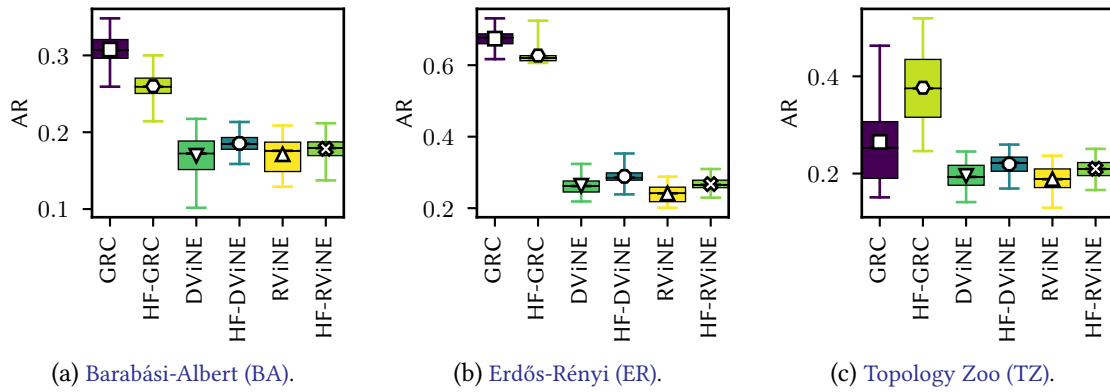 AR
0.3
0.2
0.1
GRC
HF-GRC
DViNE
HF-DViNE
RViNE
HF-RViNE
(a) Barabási-Albert (BA).
AR
0.6
0.4
0.2
GRC
HF-GRC
DViNE
HF-DViNE
RViNE
HF-RViNE
(b) Erdős-Rényi (ER).
AR
0.4
0.2
GRC
HF-GRC
DViNE
HF-DViNE
RViNE
HF-RViNE
(c) Topology Zoo (TZ).